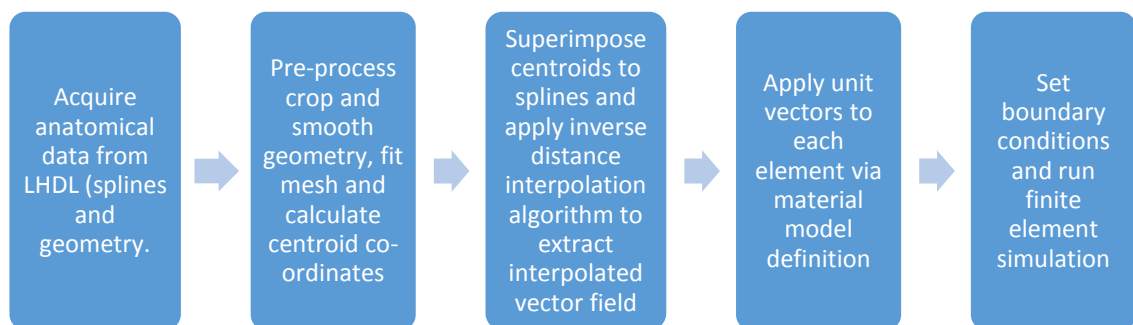 Acquire
anatomical
data from
LHDL (splines
and
geometry.
Pre-process
crop and
smooth
geometry, fit
mesh and
calculate
centroid co-
ordinates
Superimpose
centroids to
splines and
apply inverse
distance
interpolation
algorithm to
extract
interpolated
vector field
Apply unit
vectors to
each
element via
material
model
definition
Set
boundary
conditions
and run
finite
element
simulation